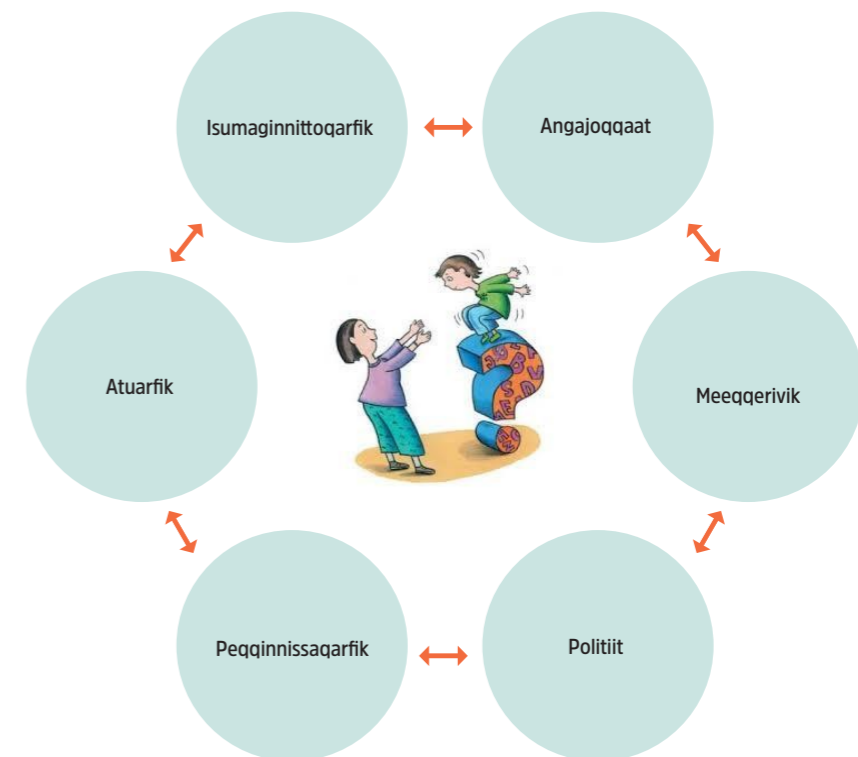 Isumaginnittoqarfik
Angajoqqaat
Atuarfik
Meeqqerivik
Peqqinnissaqarfik
Politiit
?